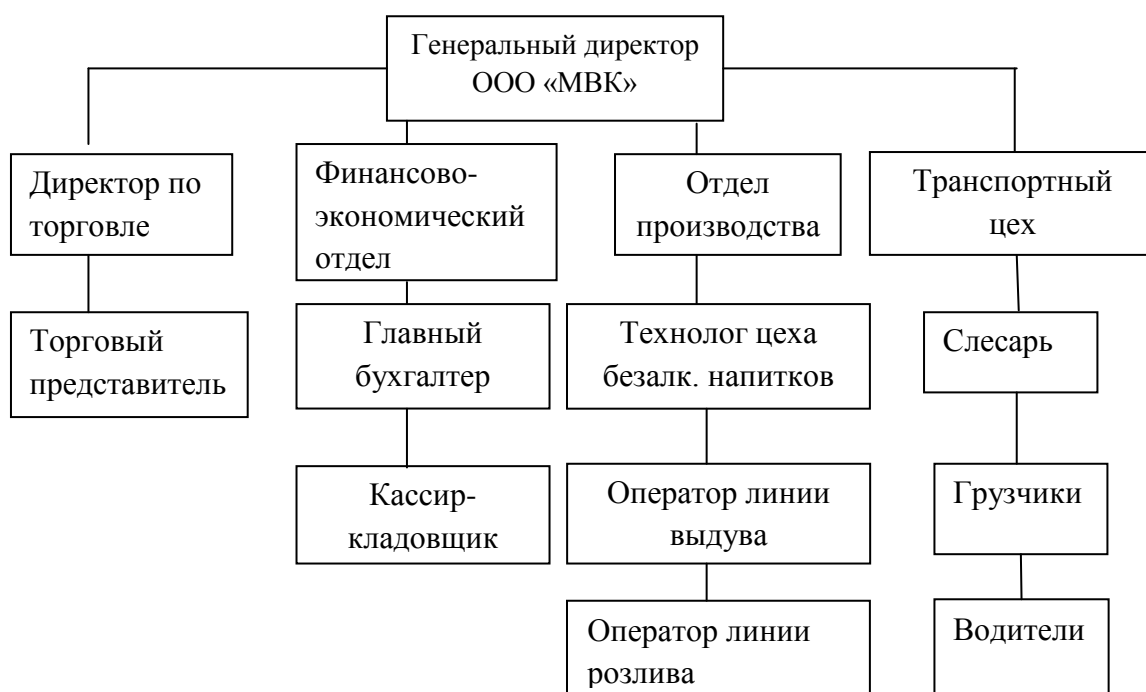 Генеральный директор
ООО «МВК»
Директор по
торговле
Финансово-
экономический
отдел
Отдел
производства
Транспортный
цех
Торговый
представитель
Главный
бухгалтер
Технолог цеха
безалк. напитков
Слесарь
Кассир-
кладовщик
Оператор линии
выдува
Грузчики
Оператор линии
розлива
Водители